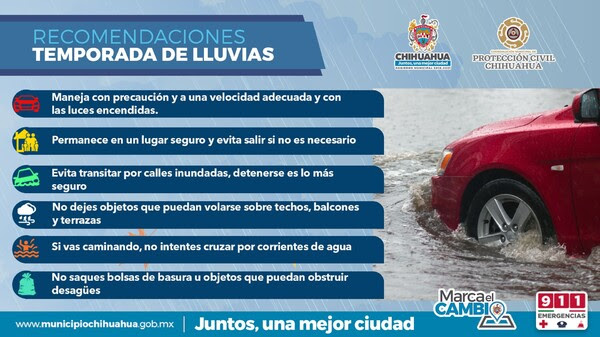 RECOMENDACIONES
TEMPORADA DE LLUVIAS
CHIHUAHUA
Juntos, una mejor ciudad
PROTECCIÓN CIVIL
CHIHUAHUA
Maneja con precaución y a una velocidad adecuada y con
las luces encendidas.
Permanece en un lugar seguro y evita salir si no es necesario
Evita transitar por calles inundadas, detenerse es lo más
seguro
No dejes objetos que puedan volarse sobre techos, balcones
y terrazas
Si vas caminando, no intentes cruzar por corrientes de agua
No saques bolsas de basura u objetos que puedan obstruir
desagües
www.municipiochihuahua.gob.mx
Juntos, una mejor ciudad
Marca el
CAMBIO
911
EMERGENCIAS